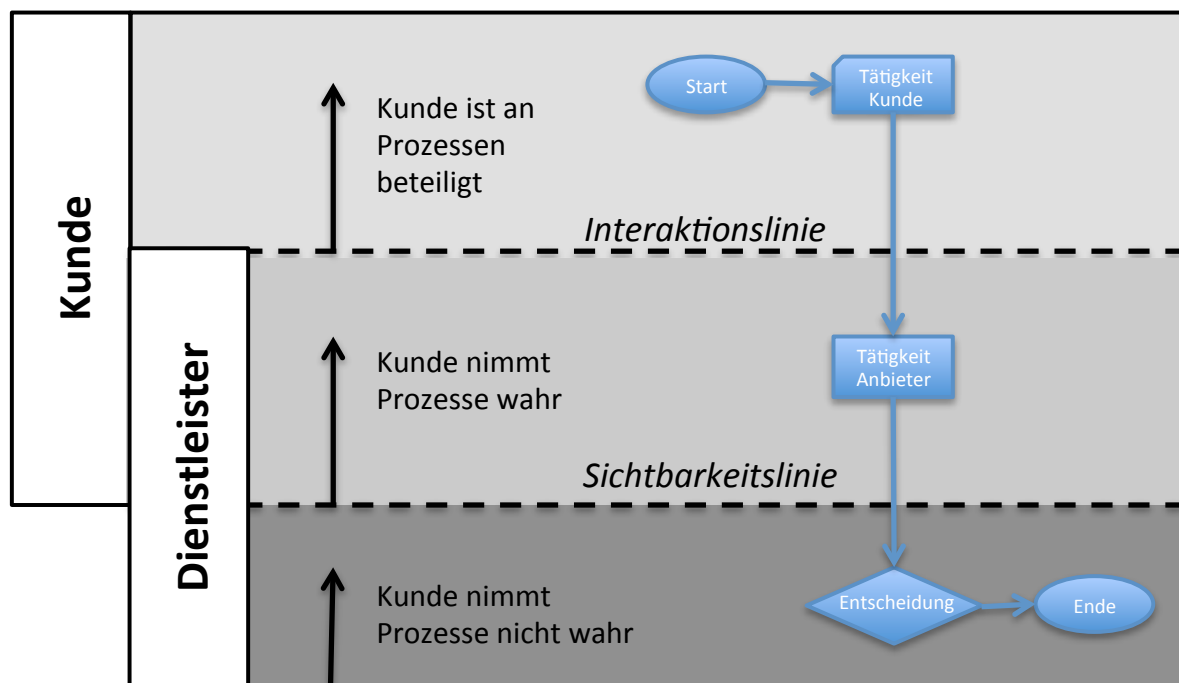 Kunde
Dienstleister
Kunde ist an
Prozessen
beteiligt
Start
Tätigkeit
Kunde
Interaktionslinie
Kunde nimmt
Prozesse wahr
Tätigkeit
Anbieter
Sichtbarkeitslinie
Kunde nimmt
Prozesse nicht wahr
Entscheidung
Ende